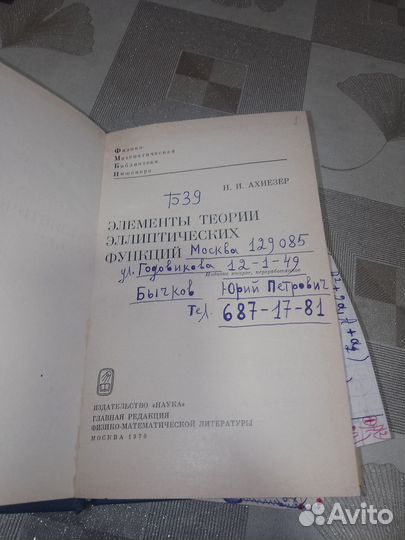 Физико-
Математическая
Библиотека
Инженера
Н. И. АХИЕЗЕР
Б39
ЭЛЕМЕНТЫ ТЕОРИИ
ЭЛЛИПТИЧЕСКИХ
ФУНКЦИЙ Москва 129085
ул. Годовикова 12-1-49
Издание второе, переработанное
Бычков Юрий Петрович
Тел. 687-17-81
ИЗДАТЕЛЬСТВО «НАУКА»
ГЛАВНАЯ РЕДАКЦИЯ
ФИЗИКО-МАТЕМАТИЧЕСКОЙ ЛИТЕРАТУРЫ
МОСКВА 1970
Avito